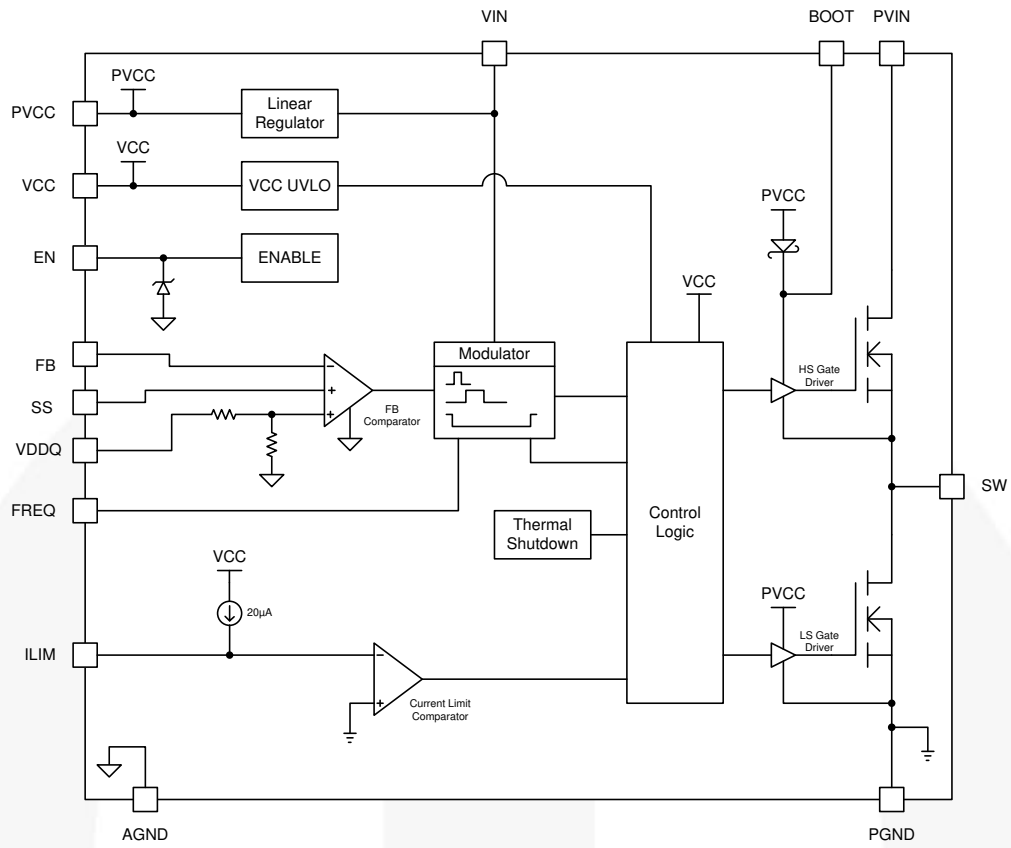 VIN
BOOT
PVIN
PVCC
PVCC
Linear
Regulator
VCC
VCC
VCC UVLO
PVCC
EN
ENABLE
VCC
FB
Modulator
SS
FB
Comparator
HS Gate
Driver
VDDQ
SW
FREQ
Thermal
Shutdown
Control
Logic
VCC
20µA
PVCC
LS Gate
Driver
ILIM
Current Limit
Comparator
AGND
PGND